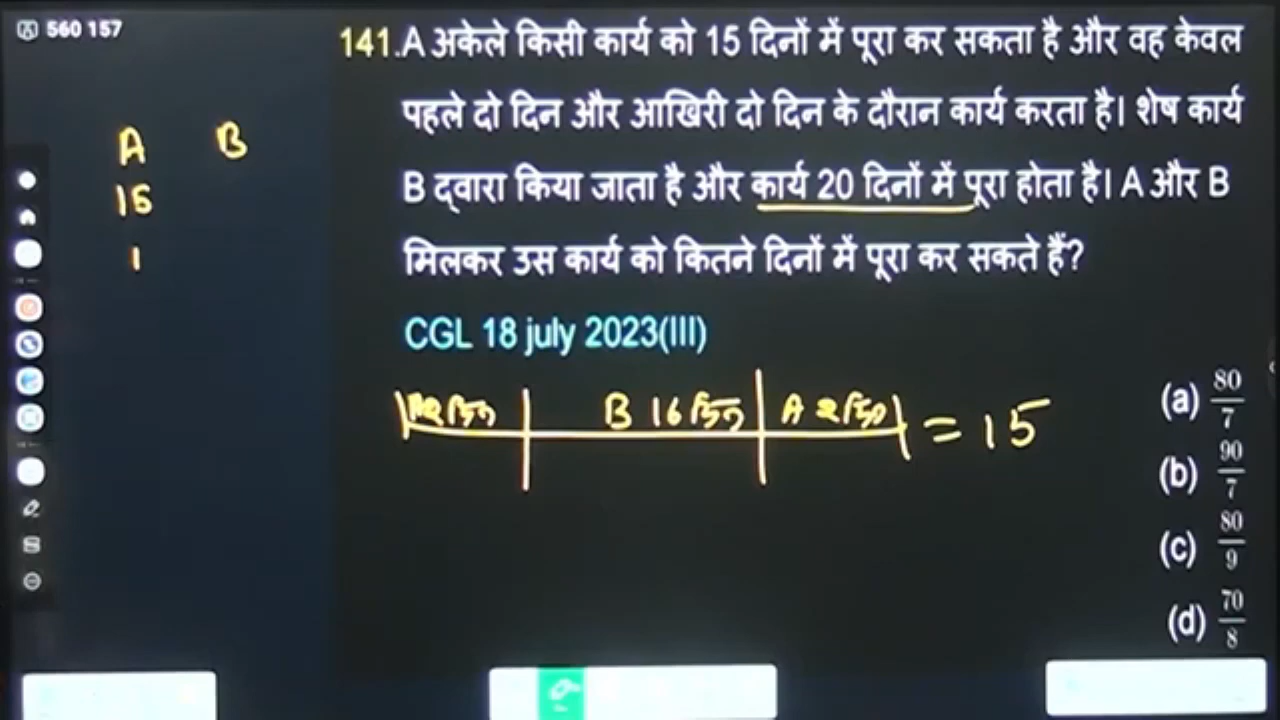 560 157
141.A अकेले किसी कार्य को 15 दिनों में पूरा कर सकता है और वह केवल
पहले दो दिन और आखिरी दो दिन के दौरान कार्य करता है। शेष कार्य
B द्वारा किया जाता है और कार्य 20 दिनों में पूरा होता है। A और B
मिलकर उस कार्य को कितने दिनों में पूरा कर सकते हैं?
CGL 18 july 2023(III)
A B
15
1
A2दिन B 16 दिन A 2दिन = 15
(a) 80/7
(b) 90/7
(c) 80/9
(d) 70/8